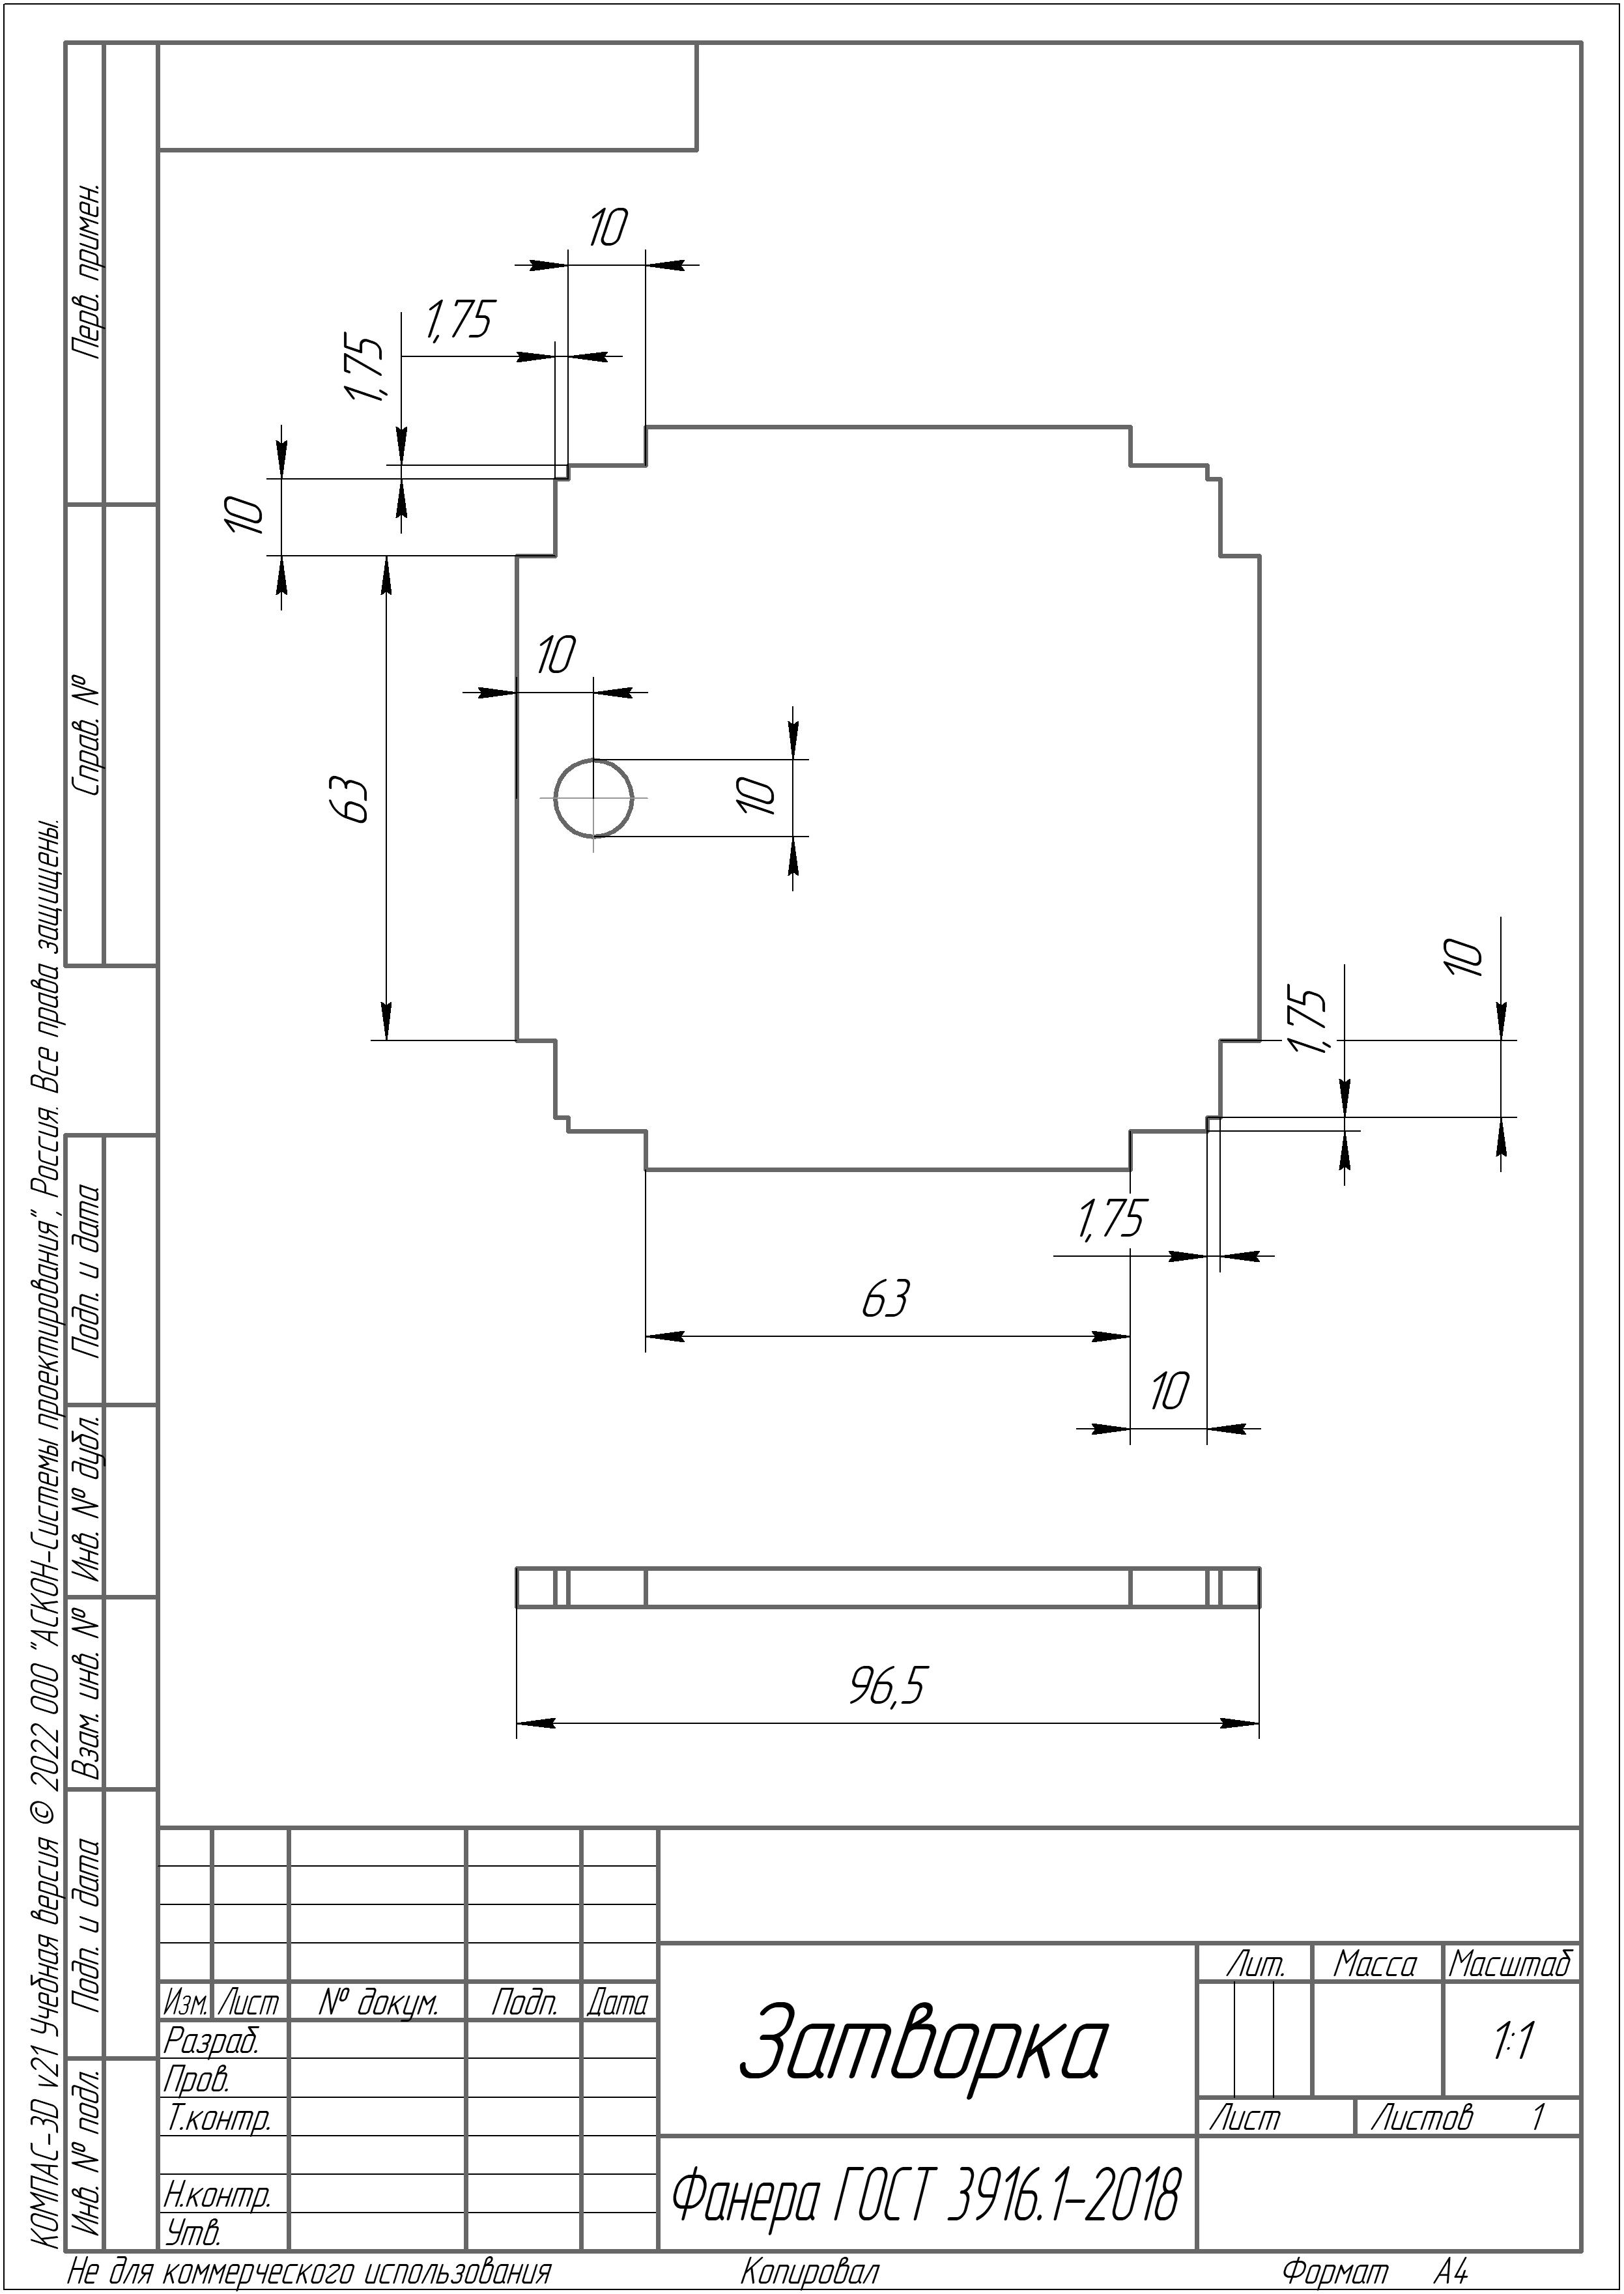 Перв. примен.
Справ. №
Подп. и дата
Инв. № дубл.
Взам. инв. №
Подп. и дата
Инв. № подл.
КОМПАС-3D v21 Учебная версия © 2022 ООО "АСКОН-Системы проектирования", Россия. Все права защищены.
10
1,75
1,75
10
10
63
10
10
1,75
1,75
63
10
96,5
Изм. Лист № докум. Подп. Дата
Разраб.
Пров.
Т.контр.
Н.контр.
Утв.
Затворка
Фанера ГОСТ 3916.1-2018
Лит. Масса Масштаб
1:1
Лист Листов 1
Не для коммерческого использования Копировал Формат А4